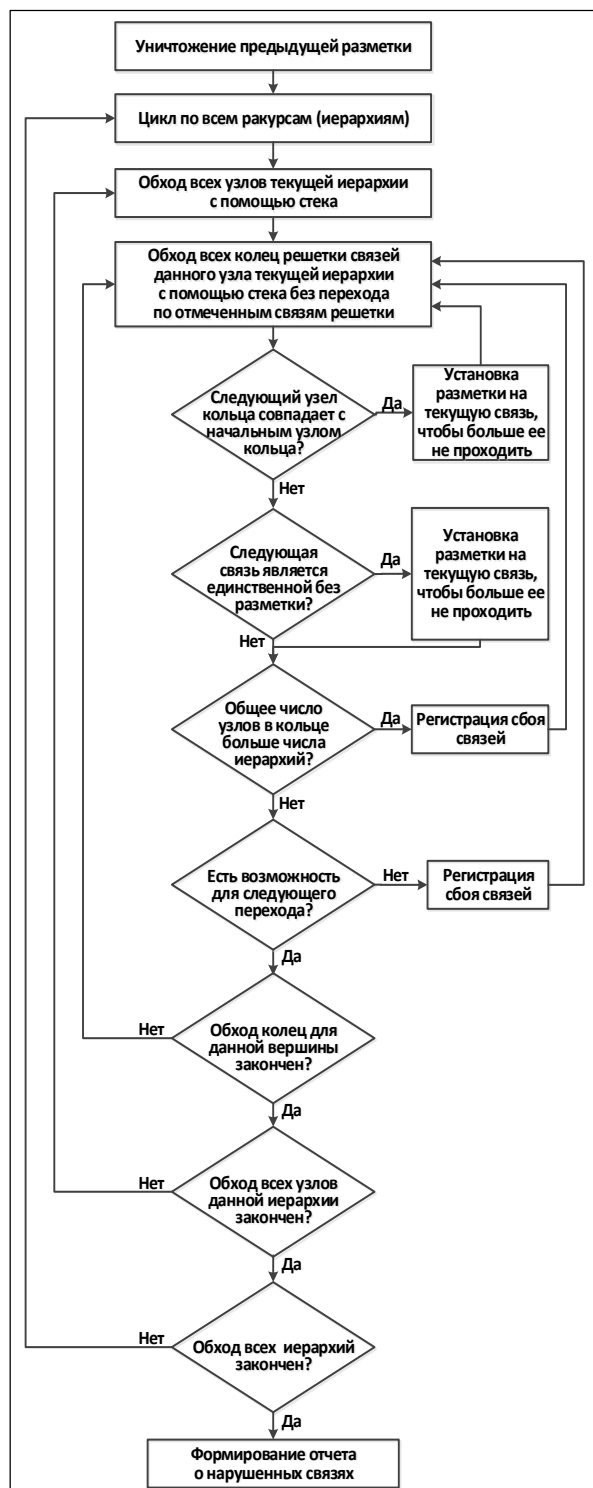 Уничтожение предыдущей разметки
Цикл по всем ракурсам (иерархиям)
Обход всех узлов текущей иерархии
с помощью стека
Обход всех колец решетки связей
данного узла текущей иерархии
с помощью стека без перехода
по отмеченным связям решетки
Следующий узел
кольца совпадает с
начальным узлом
кольца?
Да
Установка
разметки на
текущую связь,
чтобы больше ее
не проходить
Нет
Следующая
связь является
единственной без
разметки?
Да
Установка
разметки на
текущую связь,
чтобы больше ее
не проходить
Нет
Общее число
узлов в кольце
больше числа
иерархий?
Да
Регистрация сбоя
связей
Нет
Есть возможность
для следующего
перехода?
Нет
Регистрация
сбоя связей
Да
Обход колец для
данной вершины
закончен?
Нет
Да
Обход всех узлов
данной иерархии
закончен?
Нет
Да
Обход всех иерархий
закончен?
Нет
Да
Формирование отчета
о нарушенных связях